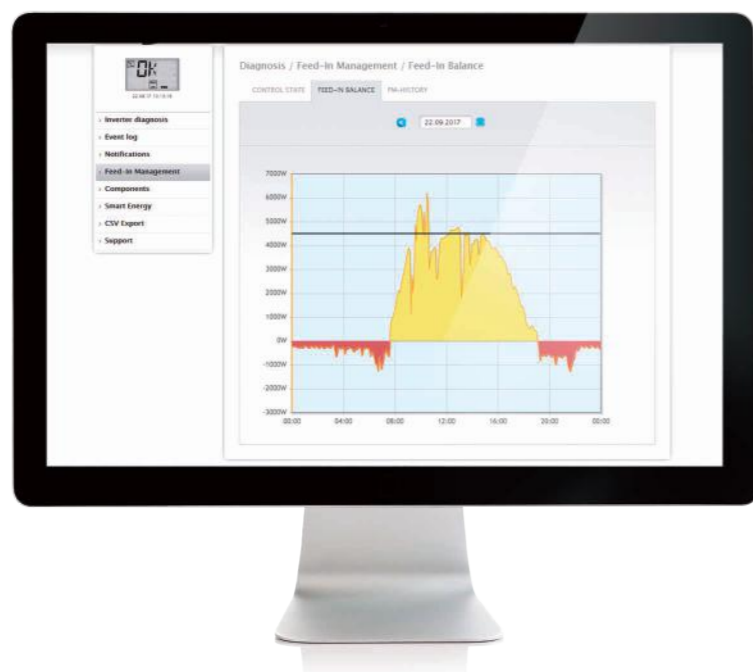 OK
Inverter diagnosis
Event log
Notifications
Feed-In Management
Components
Smart Energy
CSV Export
Support
Diagnosis / Feed-In Management / Feed-In Balance
CONTROL STATE FEED-IN BALANCE PM-HISTORY
22.09.2017
7000W
6000W
5000W
4000W
3000W
2000W
1000W
0W
-1000W
-2000W
-3000W
00:00 04:00 08:00 12:00 16:00 20:00 00:00